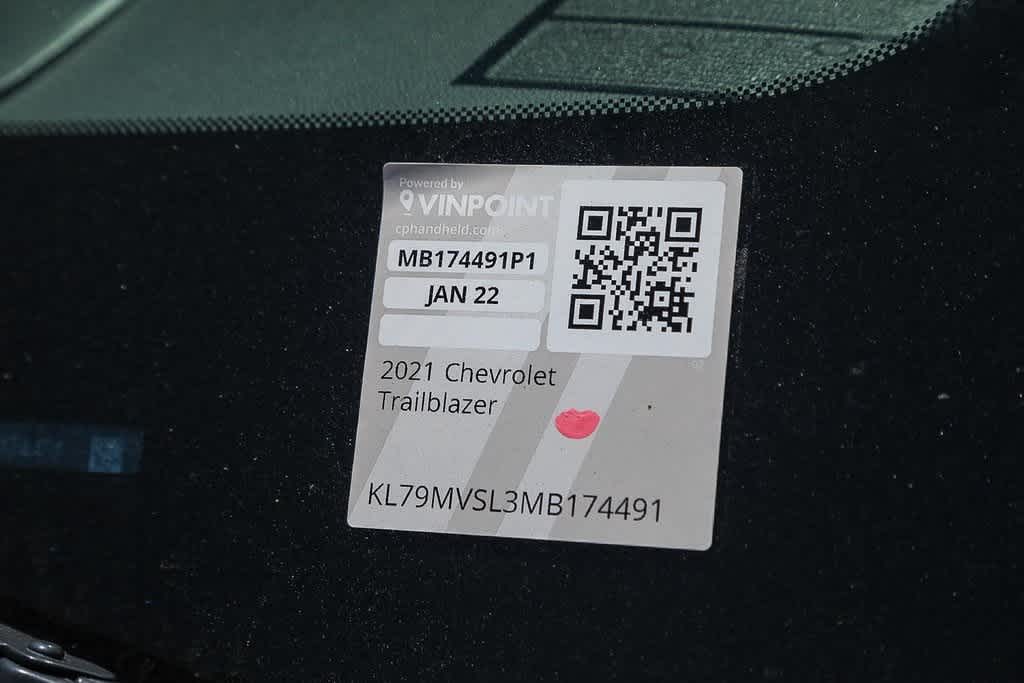 Powered by
VINPOINT
cphandheld.com
MB174491P1
JAN 22
2021 Chevrolet
Trailblazer
KL79MVSL3MB174491